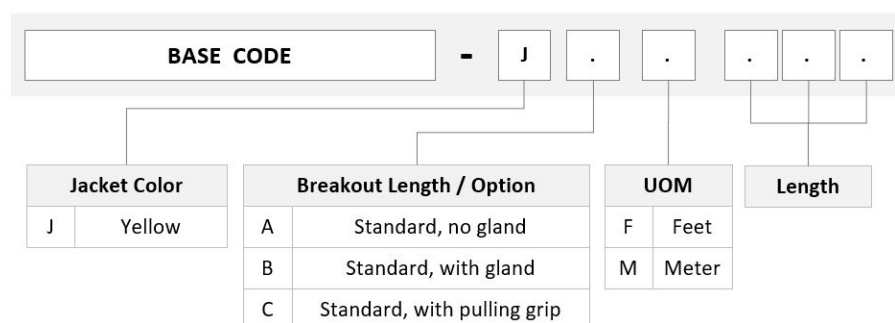 BASE CODE - J . . . . .
Jacket Color Breakout Length / Option UOM Length
J Yellow A Standard, no gland F Feet
B Standard, with gland M Meter
C Standard, with pulling grip